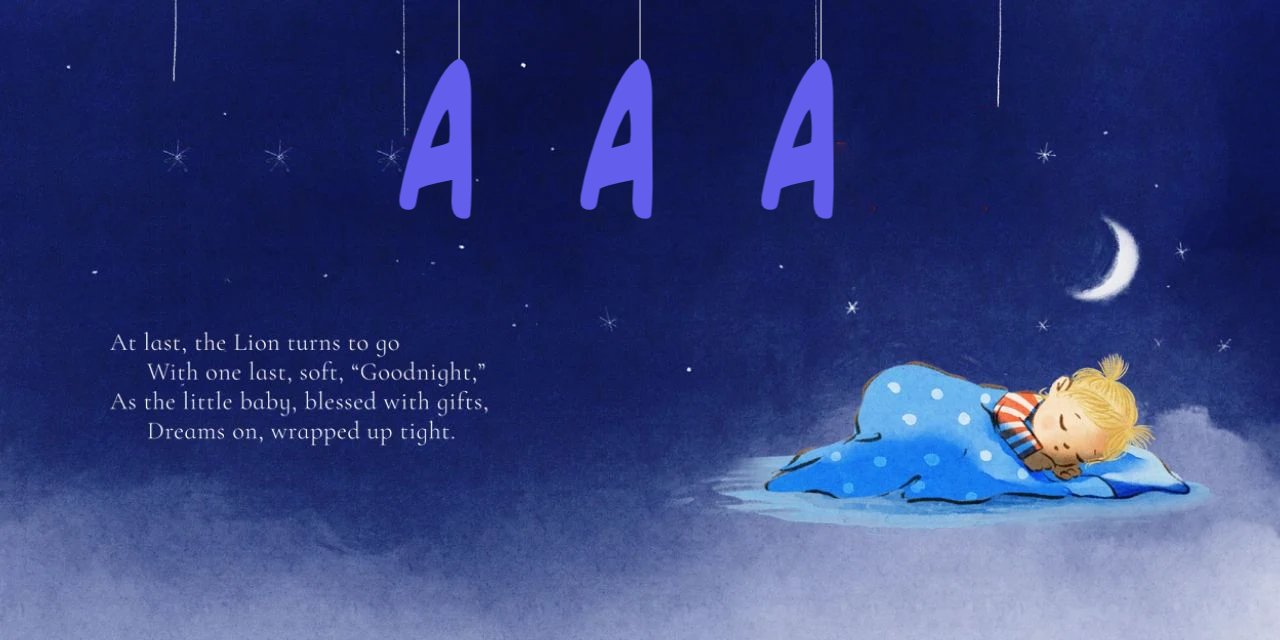 A A A
At last, the Lion turns to go
With one last, soft, “Goodnight,”
As the little baby, blessed with gifts,
Dreams on, wrapped up tight.